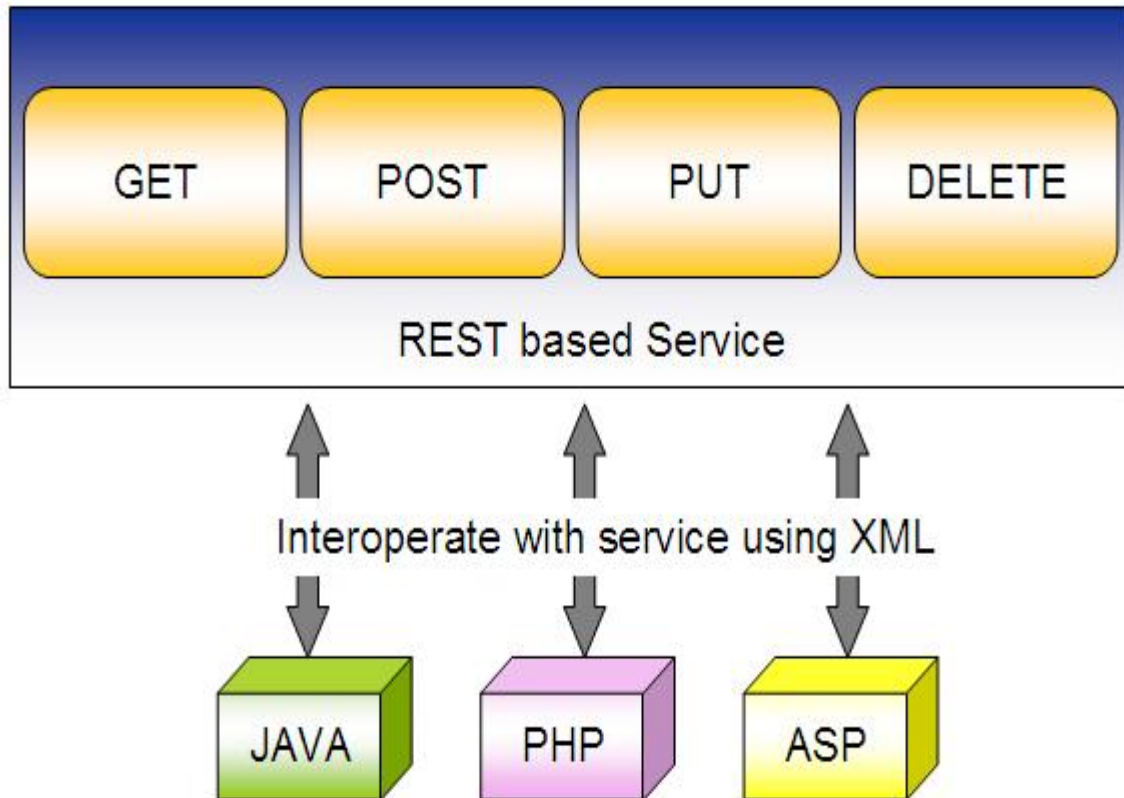 GET POST PUT DELETE
REST based Service
Interoperate with service using XML
JAVA PHP ASP